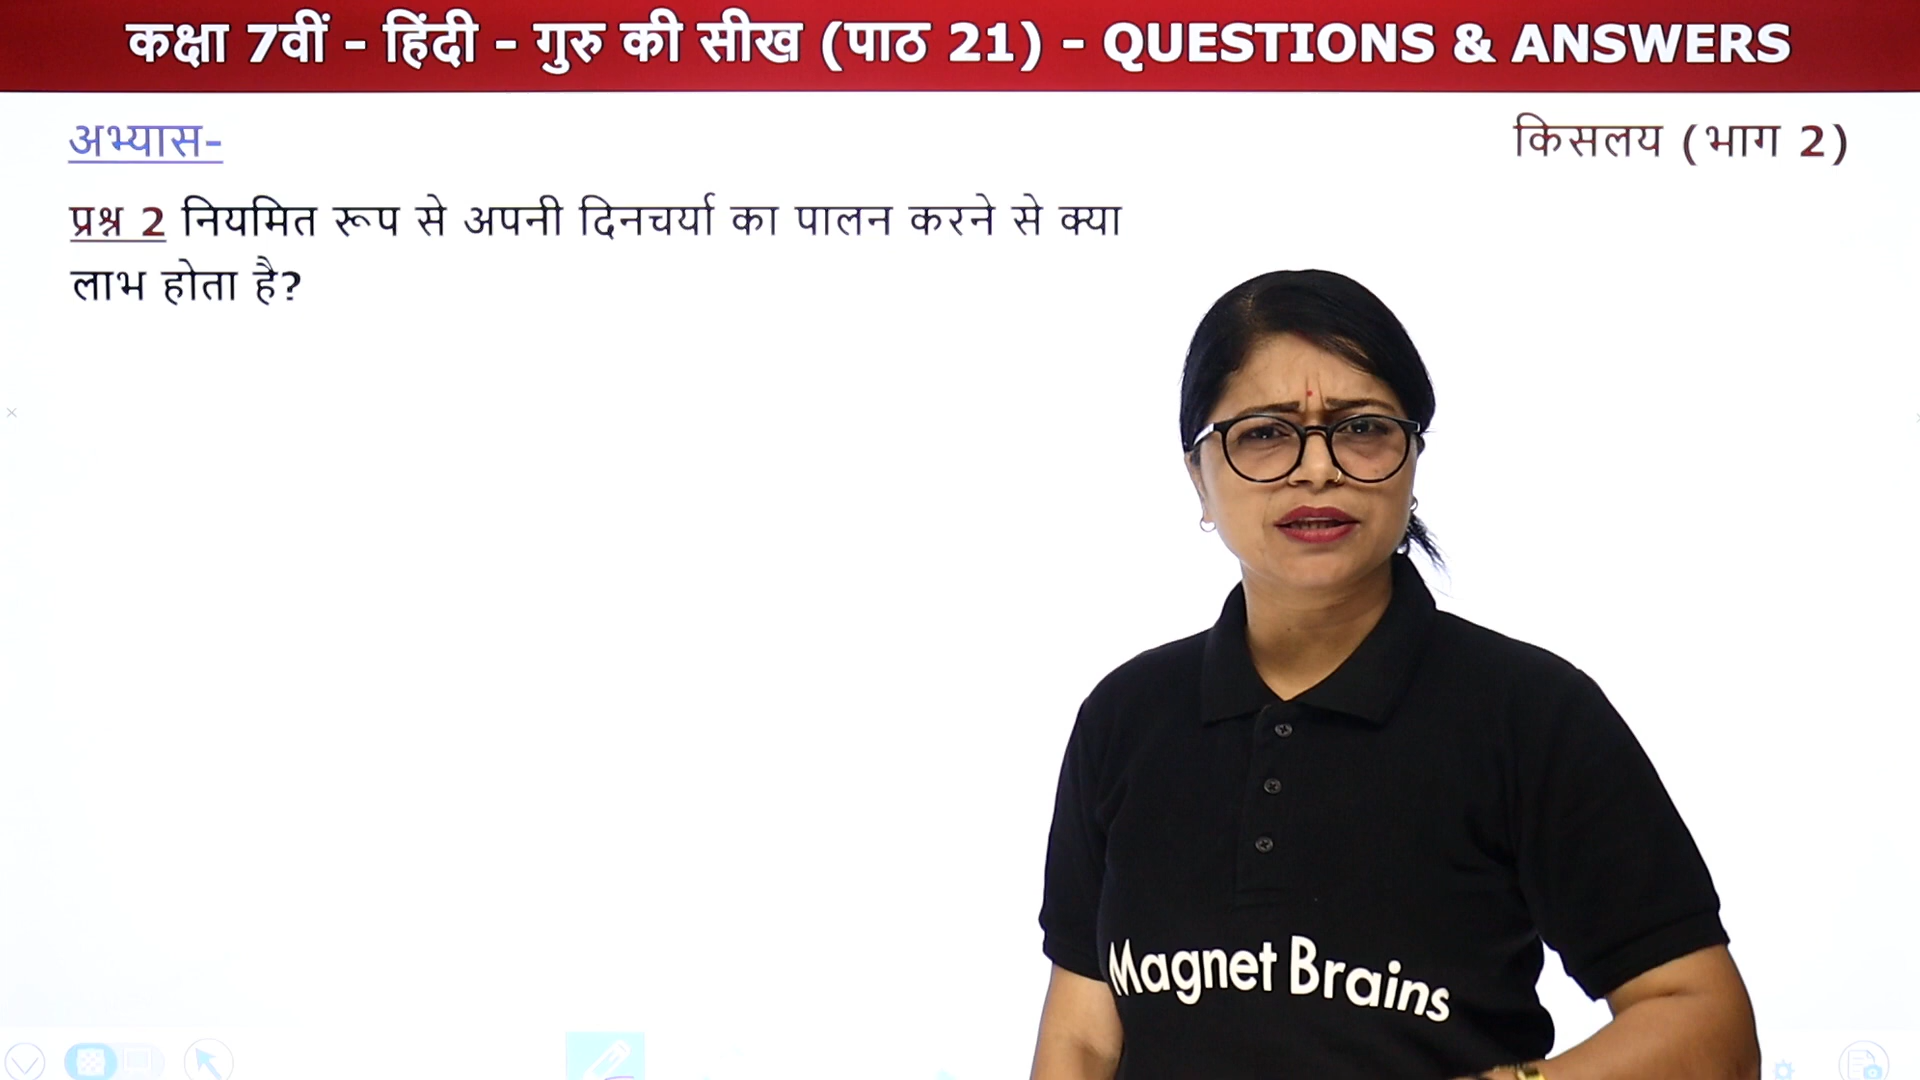 कक्षा 7वीं - हिंदी - गुरु की सीख (पाठ 21) - QUESTIONS & ANSWERS
अभ्यास-
किसलय (भाग 2)
प्रश्न 2 नियमित रूप से अपनी दिनचर्या का पालन करने से क्या
लाभ होता है?
Magnet Brains